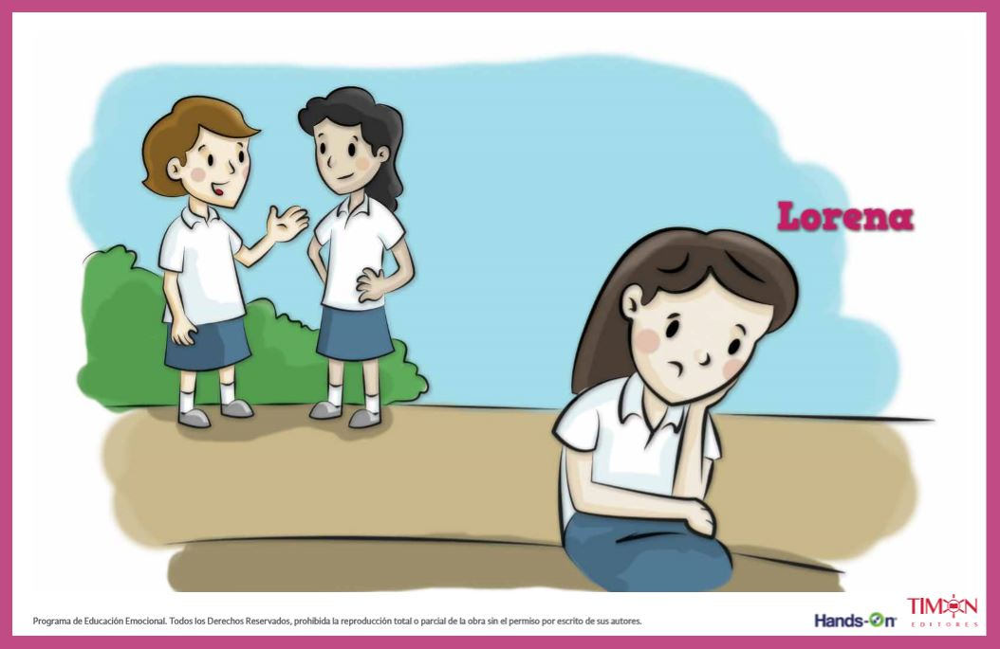 Lorena
Programa de Educación Emocional. Todos los Derechos Reservados, prohibida la reproducción total o parcial de la obra sin el permiso por escrito de sus autores.
Hands-On
TIMON
EDITORES